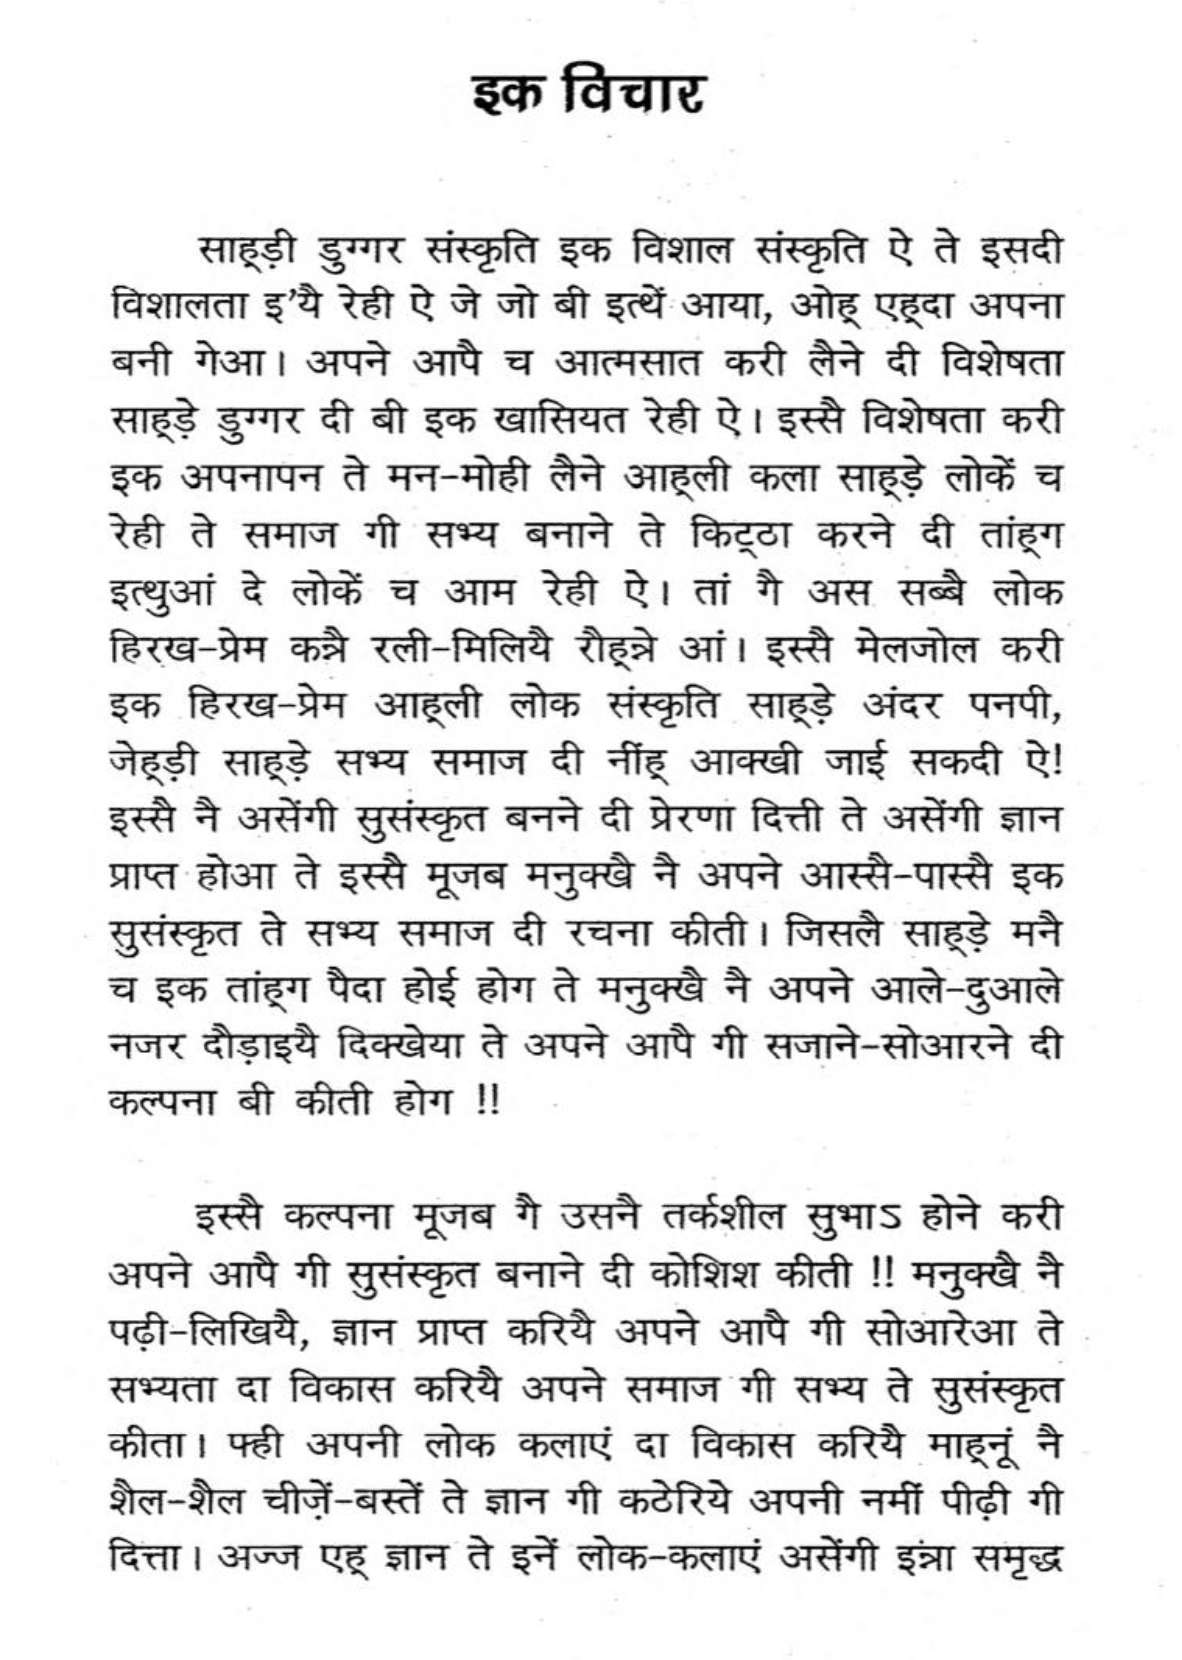 इक विचार
साह्ड़ी डुग्गर संस्कृति इक विशाल संस्कृति ऐ ते इसदी
विशालता इ’यै रेही ऐ जे जो बी इत्थें आया, ओह् एह्दा अपना
बनी गेआ। अपने आपै च आत्मसात करी लैने दी विशेषता
साह्ड़े डुग्गर दी बी इक खासियत रेही ऐ। इस्सै विशेषता करी
इक अपनापन ते मन-मोही लैने आह्ली कला साह्ड़े लोकें च
रेही ते समाज गी सभ्य बनाने ते किट्ठा करने दी तांह्ग
इत्थुआं दे लोकें च आम रेही ऐ। तां गै अस सब्बै लोक
हिरख-प्रेम कन्नै रली-मिलियै रौह्न्ने आं। इस्सै मेलजोल करी
इक हिरख-प्रेम आह्ली लोक संस्कृति साह्ड़े अंदर पनपी,
जेह्ड़ी साह्ड़े सभ्य समाज दी नींह् आक्खी जाई सकदी ऐ!
इस्सै नै असेंगी सुसंस्कृत बनने दी प्रेरणा दित्ती ते असेंगी ज्ञान
प्राप्त होआ ते इस्सै मूजब मनुक्खै नै अपने आस्सै-पास्सै इक
सुसंस्कृत ते सभ्य समाज दी रचना कीती। जिसलै साह्ड़े मनै
च इक तांह्ग पैदा होई होग ते मनुक्खै नै अपने आले-दुआले
नजर दौड़ाइयै दिक्खेया ते अपने आपै गी सजाने-सोआरने दी
कल्पना बी कीती होग !!
इस्सै कल्पना मूजब गै उसनै तर्कशील सुभाऽ होने करी
अपने आपै गी सुसंस्कृत बनाने दी कोशिश कीती !! मनुक्खै नै
पढ़ी-लिखियै, ज्ञान प्राप्त करियै अपने आपै गी सोआरेआ ते
सभ्यता दा विकास करियै अपने समाज गी सभ्य ते सुसंस्कृत
कीता। फ्ही अपनी लोक कलाएं दा विकास करियै माह्नूं नै
शैल-शैल चीज़ें-बस्तें ते ज्ञान गी कठेरिये अपनी नमीं पीढ़ी गी
दित्ता। अज्ज एह् ज्ञान ते इनें लोक-कलाएं असेंगी इन्ना समृद्ध